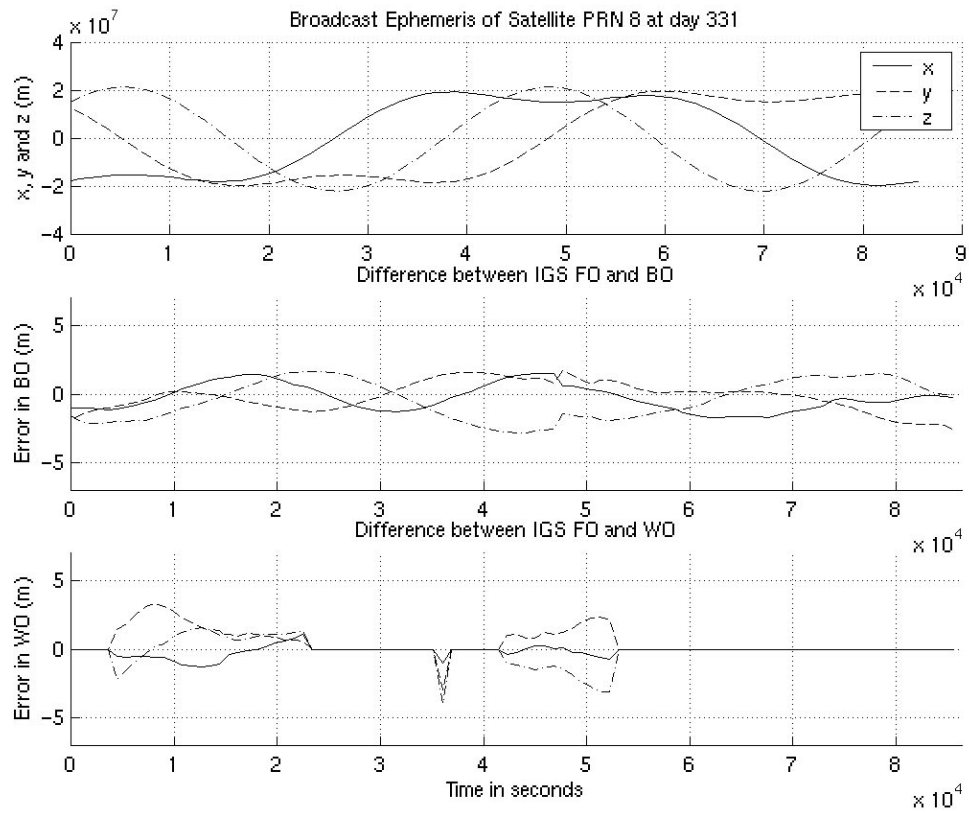 Broadcast Ephemeris of Satellite PRN 8 at day 331
x 10^7
x, y and z (m)
4
2
0
−2
−4
x
y
z
0 1 2 3 4 5 6 7 8 9
x 10^4
Difference between IGS FO and BO
Error in BO (m)
5
0
−5
0 1 2 3 4 5 6 7 8
x 10^4
Difference between IGS FO and WO
Error in WO (m)
5
0
−5
0 1 2 3 4 5 6 7 8
Time in seconds
x 10^4